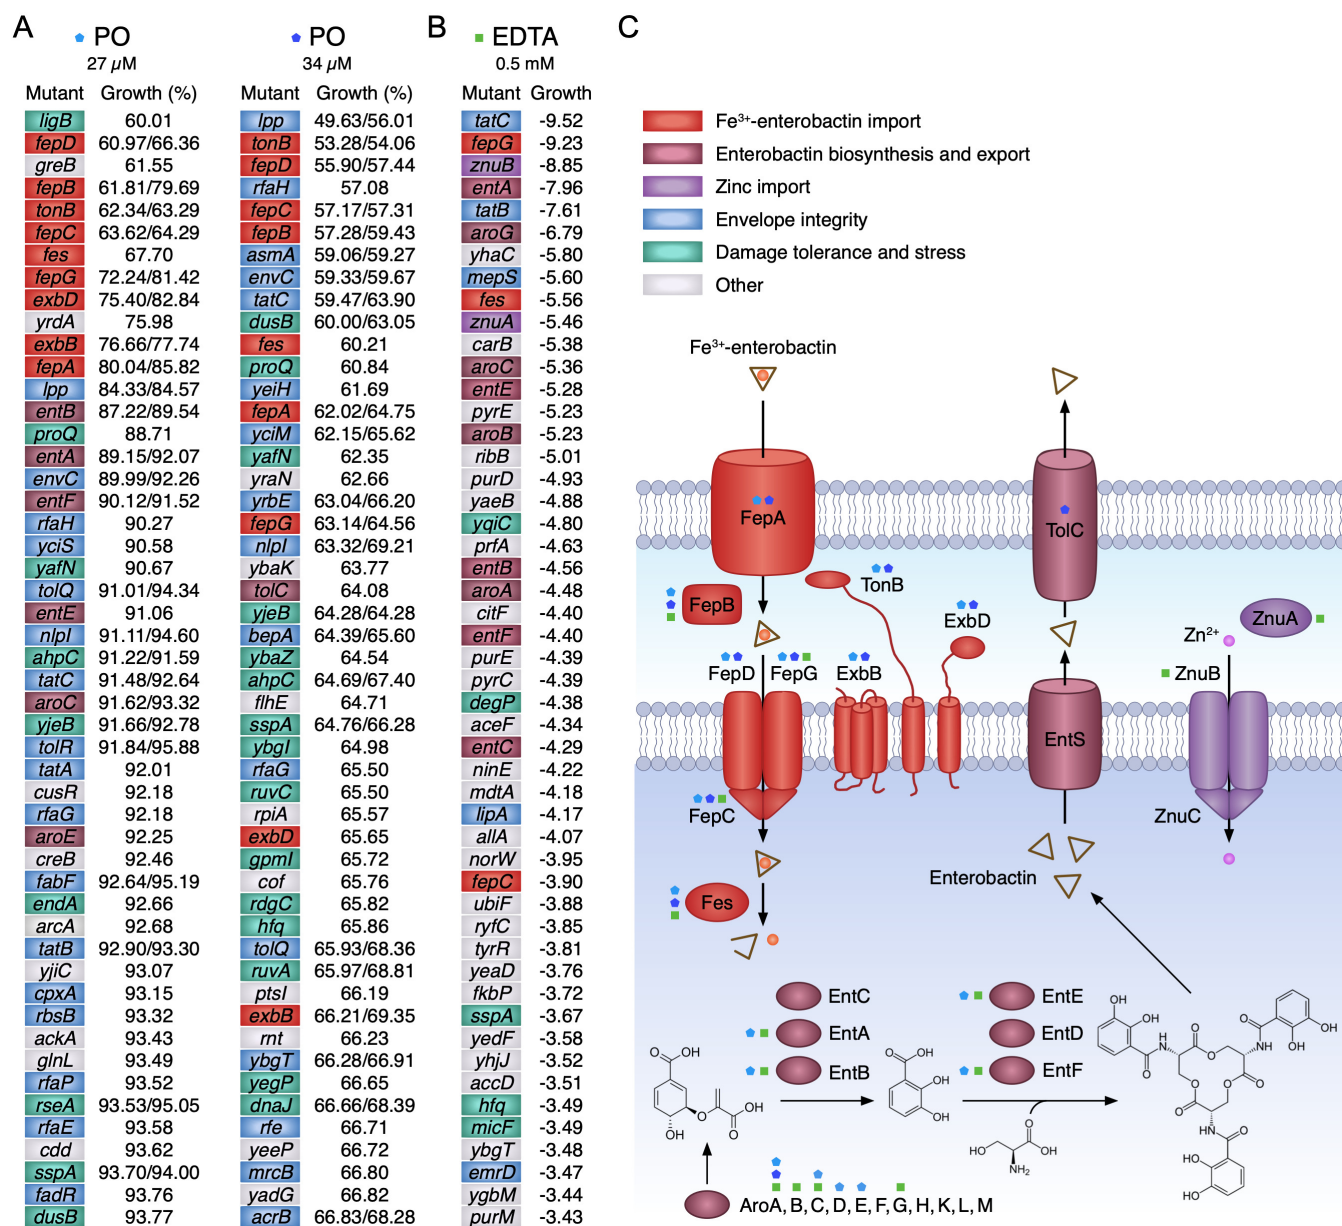 A
PO
27 µM
Mutant Growth (%)
ligB 60.01
fepD 60.97/66.36
greB 61.55
fepB 61.81/79.69
tonB 62.34/63.29
fepC 63.62/64.29
fes 67.70
fepG 72.24/81.42
exbD 75.40/82.84
yrdA 75.98
exbB 76.66/77.74
fepA 80.04/85.82
lpp 84.33/84.57
entB 87.22/89.54
proQ 88.71
entA 89.15/92.07
envC 89.99/92.26
entF 90.12/91.52
rfaH 90.27
yciS 90.58
yafN 90.67
tolQ 91.01/94.34
entE 91.06
nlpI 91.11/94.60
ahpC 91.22/91.59
tatC 91.48/92.64
aroC 91.62/93.32
yjeB 91.66/92.78
tolR 91.84/95.88
tatA 92.01
cusR 92.18
rfaG 92.18
aroE 92.25
creB 92.46
fabF 92.64/95.19
endA 92.66
arcA 92.68
tatB 92.90/93.30
yjiC 93.07
cpxA 93.15
rbsB 93.32
ackA 93.43
glnL 93.49
rfaP 93.52
rseA 93.53/95.05
rfaE 93.58
cdd 93.62
sspA 93.70/94.00
fadR 93.76
dusB 93.77
PO
34 µM
Mutant Growth (%)
lpp 49.63/56.01
tonB 53.28/54.06
fepD 55.90/57.44
rfaH 57.08
fepC 57.17/57.31
fepB 57.28/59.43
asmA 59.06/59.27
envC 59.33/59.67
tatC 59.47/63.90
dusB 60.00/63.05
fes 60.21
proQ 60.84
yeiH 61.69
fepA 62.02/64.75
yciM 62.15/65.62
yafN 62.35
yraN 62.66
yrbE 63.04/66.20
fepG 63.14/64.56
nlpI 63.32/69.21
ybaK 63.77
tolC 64.08
yjeB 64.28/64.28
bepA 64.39/65.60
ybaZ 64.54
ahpC 64.69/67.40
flhE 64.71
sspA 64.76/66.28
ybgI 64.98
rfaG 65.50
ruvC 65.50
rpiA 65.57
exbD 65.65
gpmI 65.72
cof 65.76
rdgC 65.82
hfq 65.86
tolQ 65.93/68.36
ruvA 65.97/68.81
ptsI 66.19
exbB 66.21/69.35
rnt 66.23
ybgT 66.28/66.91
yegP 66.65
dnaJ 66.66/68.39
rfe 66.71
yeeP 66.72
mrcB 66.80
yadG 66.82
acrB 66.83/68.28
B
EDTA
0.5 mM
Mutant Growth
tatC -9.52
fepG -9.23
znuB -8.85
entA -7.96
tatB -7.61
aroG -6.79
yhaC -5.80
mepS -5.60
fes -5.56
znuA -5.46
carB -5.38
aroC -5.36
entE -5.28
pyrE -5.23
aroB -5.23
ribB -5.01
purD -4.93
yaeB -4.88
yqiC -4.80
prfA -4.63
entB -4.56
aroA -4.48
citF -4.40
entF -4.40
purE -4.39
pyrC -4.39
degP -4.38
aceF -4.34
entC -4.29
ninE -4.22
mdtA -4.18
lipA -4.17
allA -4.07
norW -3.95
fepC -3.90
ubiF -3.88
ryfC -3.85
tyrR -3.81
yeaD -3.76
fkbP -3.72
sspA -3.67
yedF -3.58
yhjJ -3.52
accD -3.51
hfq -3.49
micF -3.49
ybgT -3.48
emrD -3.47
ygbM -3.44
purM -3.43
C
Fe³⁺-enterobactin import
Enterobactin biosynthesis and export
Zinc import
Envelope integrity
Damage tolerance and stress
Other
Fe³⁺-enterobactin
FepA
TolC
TonB
FepB
ExbD
ZnuA
Zn²⁺
FepD FepG ExbB
ZnuB
EntS
FepC
ZnuC
Enterobactin
Fes
EntC
EntA
EntB
EntE
EntD
EntF
O
OH
O
OH
O
OH
O
OH
OH
O
OH
HO
NH₂
OH
OH
O
H
N
O
O
O
O
O
O
O
NH
O
OH
OH
HN
O
HO
HO
AroA, B, C, D, E, F, G, H, K, L, M